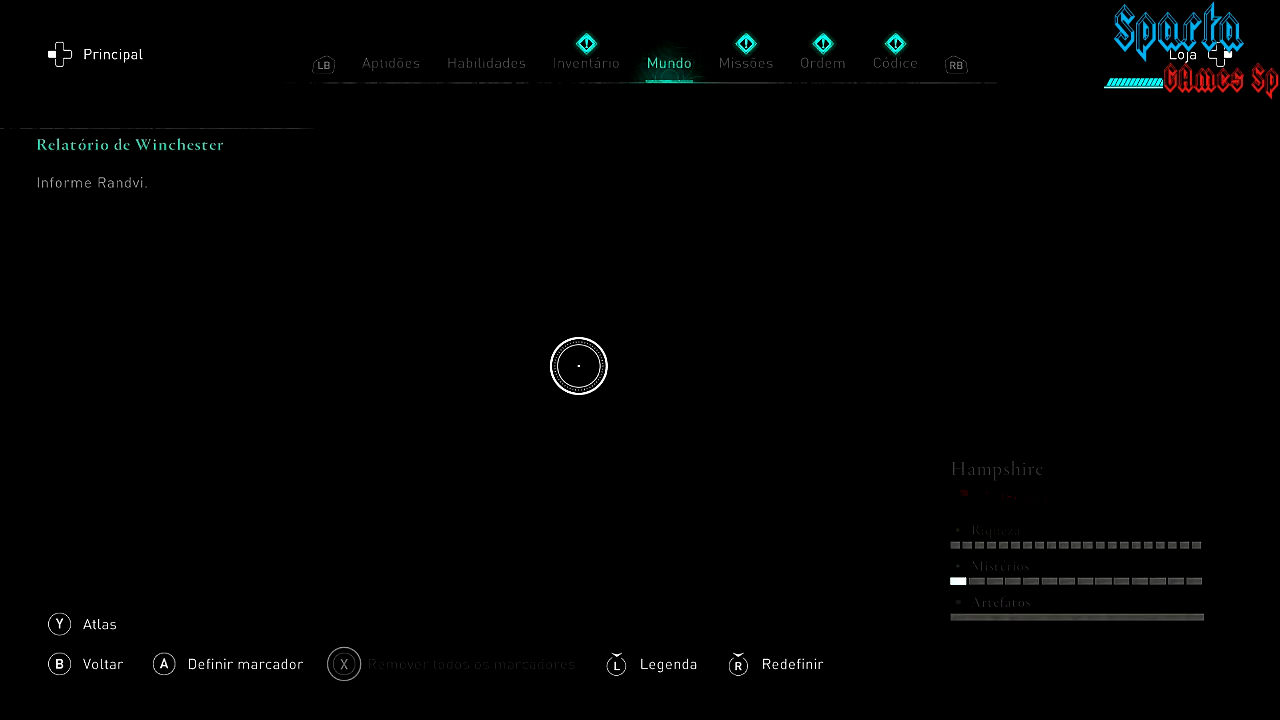 Principal
LB
Aptidões
Habilidades
Inventário
Mundo
Missões
Ordem
Códice
RB
Sparta
Loja
GAmes Sp
Relatório de Winchester
Informe Randvi.
Hampshire
Riqueza
Mistérios
Artefatos
Y Atlas
B Voltar
A Definir marcador
X Remover todos os marcadores
L Legenda
R Redefinir